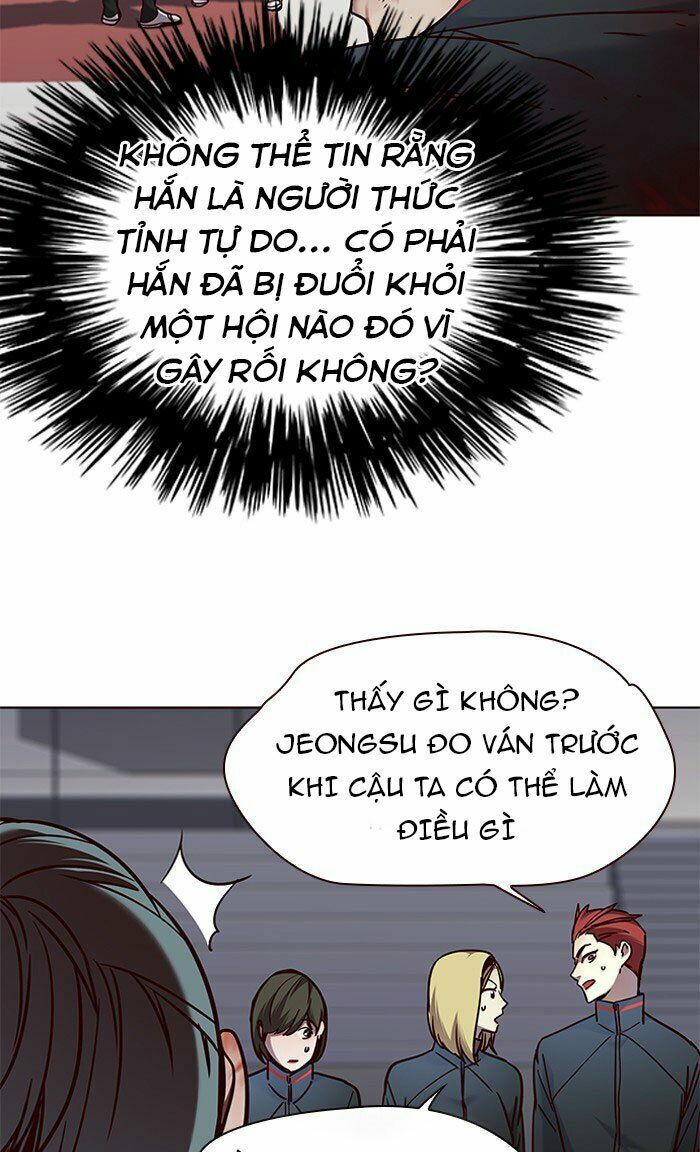 KHÔNG THỂ TIN RẰNG
HẮN LÀ NGƯỜI THỨC
TỈNH TỰ DO... CÓ PHẢI
HẮN ĐÃ BỊ ĐUỔI KHỎI
MỘT HỘI NÀO ĐÓ VÌ
GÂY RỐI KHÔNG?
THẤY GÌ KHÔNG?
JEONGSU ĐO VÁN TRƯỚC
KHI CẬU TA CÓ THỂ LÀM
ĐIỀU GÌ